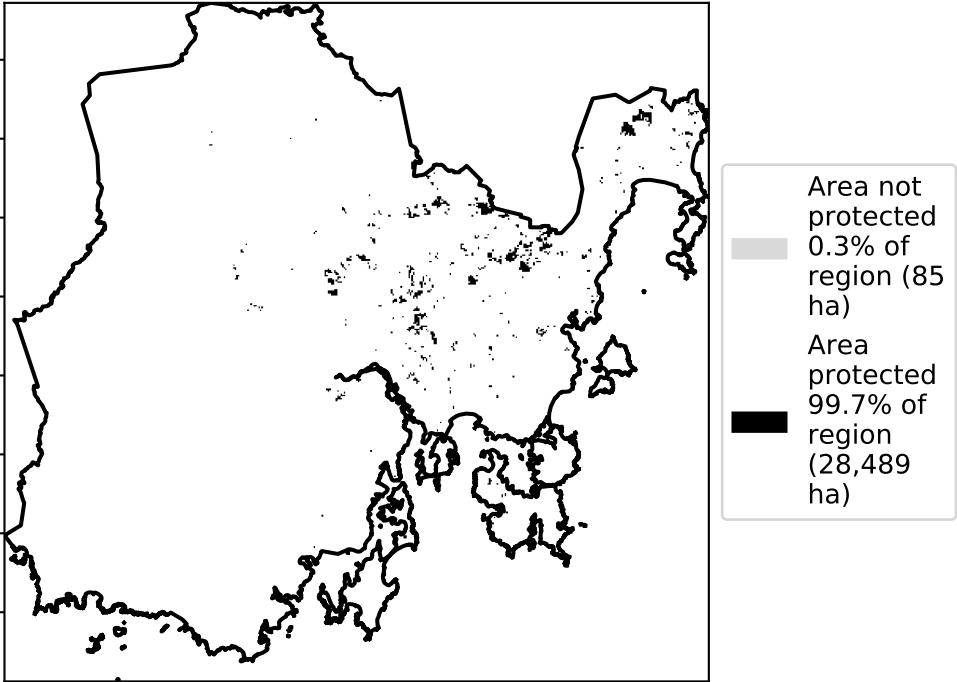 Area not
protected
0.3% of
region (85
ha)
Area
protected
99.7% of
region
(28,489
ha)